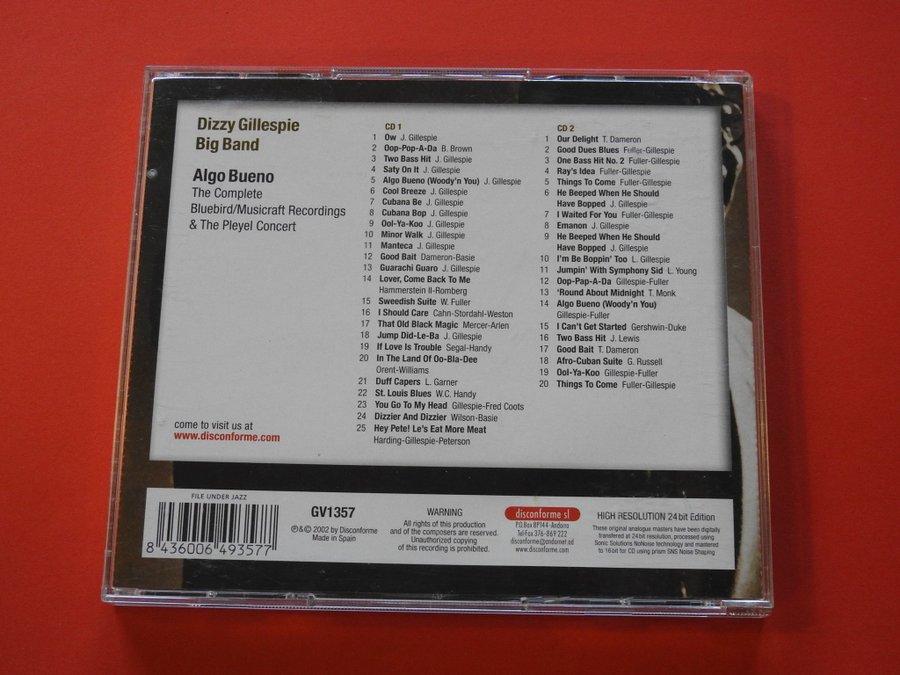 Dizzy Gillespie
Big Band
Algo Bueno
The Complete
Bluebird/Musicraft Recordings
& The Pleyel Concert
come to visit us at
www.disconforme.com
CD 1
1 Ow J. Gillespie
2 Oop-Pop-A-Da B. Brown
3 Two Bass Hit J. Gillespie
4 Saty On It J. Gillespie
5 Algo Bueno (Woody'n You) J. Gillespie
6 Cool Breeze J. Gillespie
7 Cubana Be J. Gillespie
8 Cubana Bop J. Gillespie
9 Ool-Ya-Koo J. Gillespie
10 Minor Walk J. Gillespie
11 Manteca J. Gillespie
12 Good Bait Dameron-Basie
13 Guarachi Guaro J. Gillespie
14 Lover, Come Back To Me
Hammerstein II-Romberg
15 Sweedish Suite W. Fuller
16 I Should Care Cahn-Stordahl-Weston
17 That Old Black Magic Mercer-Arlen
18 Jump Did-Le-Ba J. Gillespie
19 If Love Is Trouble Segal-Handy
20 In The Land Of Oo-Bla-Dee
Orent-Williams
21 Duff Capers L. Garner
22 St. Louis Blues W.C. Handy
23 You Go To My Head Gillespie-Fred Coots
24 Dizzier And Dizzier Wilson-Basie
25 Hey Pete! Le's Eat More Meat
Harding-Gillespie-Peterson
CD 2
1 Our Delight T. Dameron
2 Good Dues Blues Fuller-Gillespie
3 One Bass Hit No. 2 Fuller-Gillespie
4 Ray's Idea Fuller-Gillespie
5 Things To Come Fuller-Gillespie
6 He Beeped When He Should
Have Bopped J. Gillespie
7 I Waited For You Fuller-Gillespie
8 Emanon J. Gillespie
9 He Beeped When He Should
Have Bopped J. Gillespie
10 I'm Be Boppin' Too L. Gillespie
11 Jumpin' With Symphony Sid L. Young
12 Oop-Pap-A-Da Gillespie-Fuller
13 'Round About Midnight T. Monk
14 Algo Bueno (Woody'n You)
Gillespie-Fuller
15 I Can't Get Started Gershwin-Duke
16 Two Bass Hit J. Lewis
17 Good Bait T. Dameron
18 Afro-Cuban Suite G. Russell
19 Ool-Ya-Koo Gillespie-Fuller
20 Things To Come Fuller-Gillespie
FILE UNDER JAZZ
8 436006 493577
GV1357
℗&© 2002 by Disconforme
Made in Spain
WARNING
All rights of this production
and of the composers are reserved.
Unauthorized copying
of this recording is prohibited.
disconforme sl
P.O.Box 8P144-Andorra
Tel-Fax 376-869 222
disconforme@andornet.ad
www.disconforme.com
HIGH RESOLUTION 24bit Edition
These original analogue masters have been digitally
transfered at 24 bit resolution, processed using
Sonic Solutions NoNoise technology and mastered
to 16bit for CD using prism SNS Noise Shaping